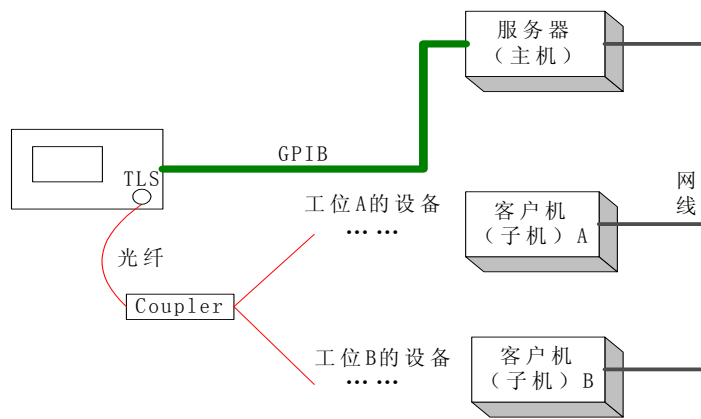 服务器
（主机）
GPIB
TLS
网
线
工位A的设备
……
客户机
（子机）A
光纤
Coupler
工位B的设备
……
客户机
（子机）B